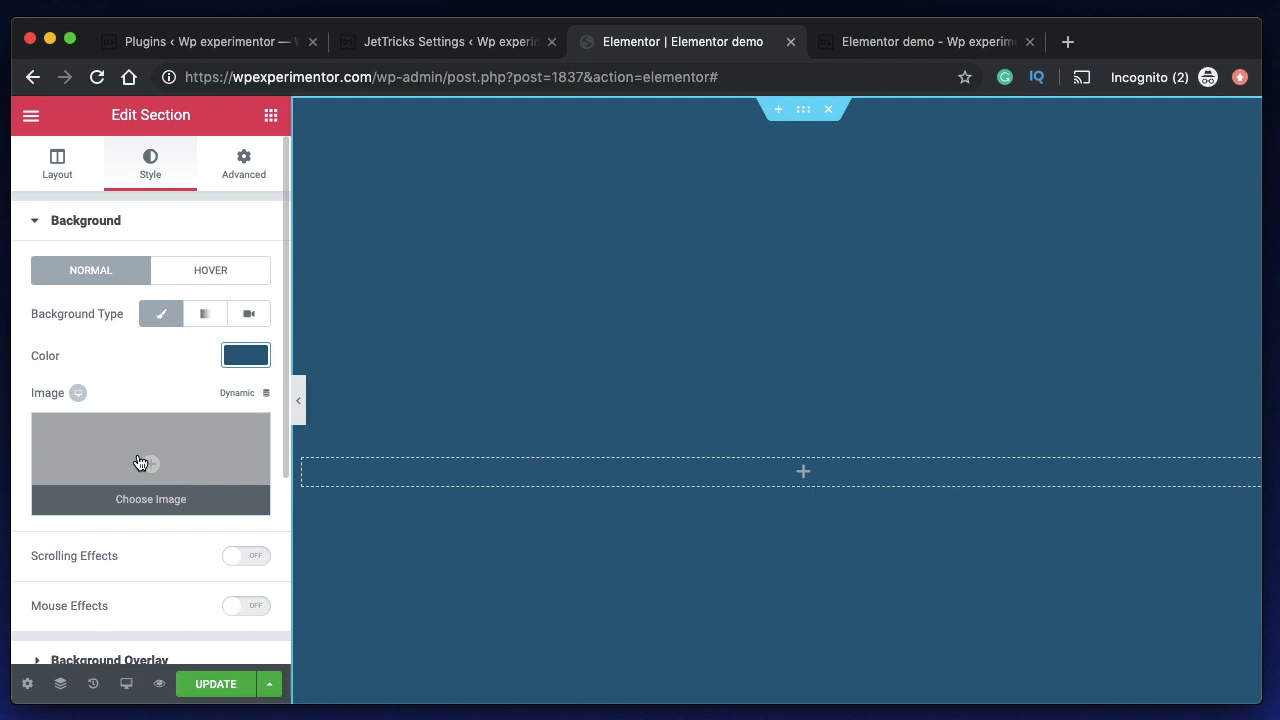 Plugins ‹ Wp experimentor —
JetTricks Settings ‹ Wp experin
Elementor | Elementor demo
Elementor demo - Wp experim
https://wpexperimentor.com/wp-admin/post.php?post=1837&action=elementor#
IQ
Incognito (2)
Edit Section
Layout
Style
Advanced
Background
NORMAL
HOVER
Background Type
Color
Image
Dynamic
Choose Image
Scrolling Effects
OFF
Mouse Effects
OFF
Background Overlay
UPDATE